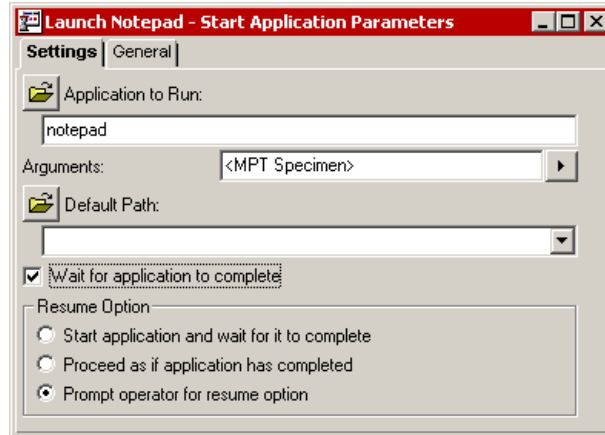 Launch Notepad - Start Application Parameters
Settings General
Application to Run:
notepad
Arguments: <MPT Specimen>
Default Path:
Wait for application to complete
Resume Option
Start application and wait for it to complete
Proceed as if application has completed
Prompt operator for resume option